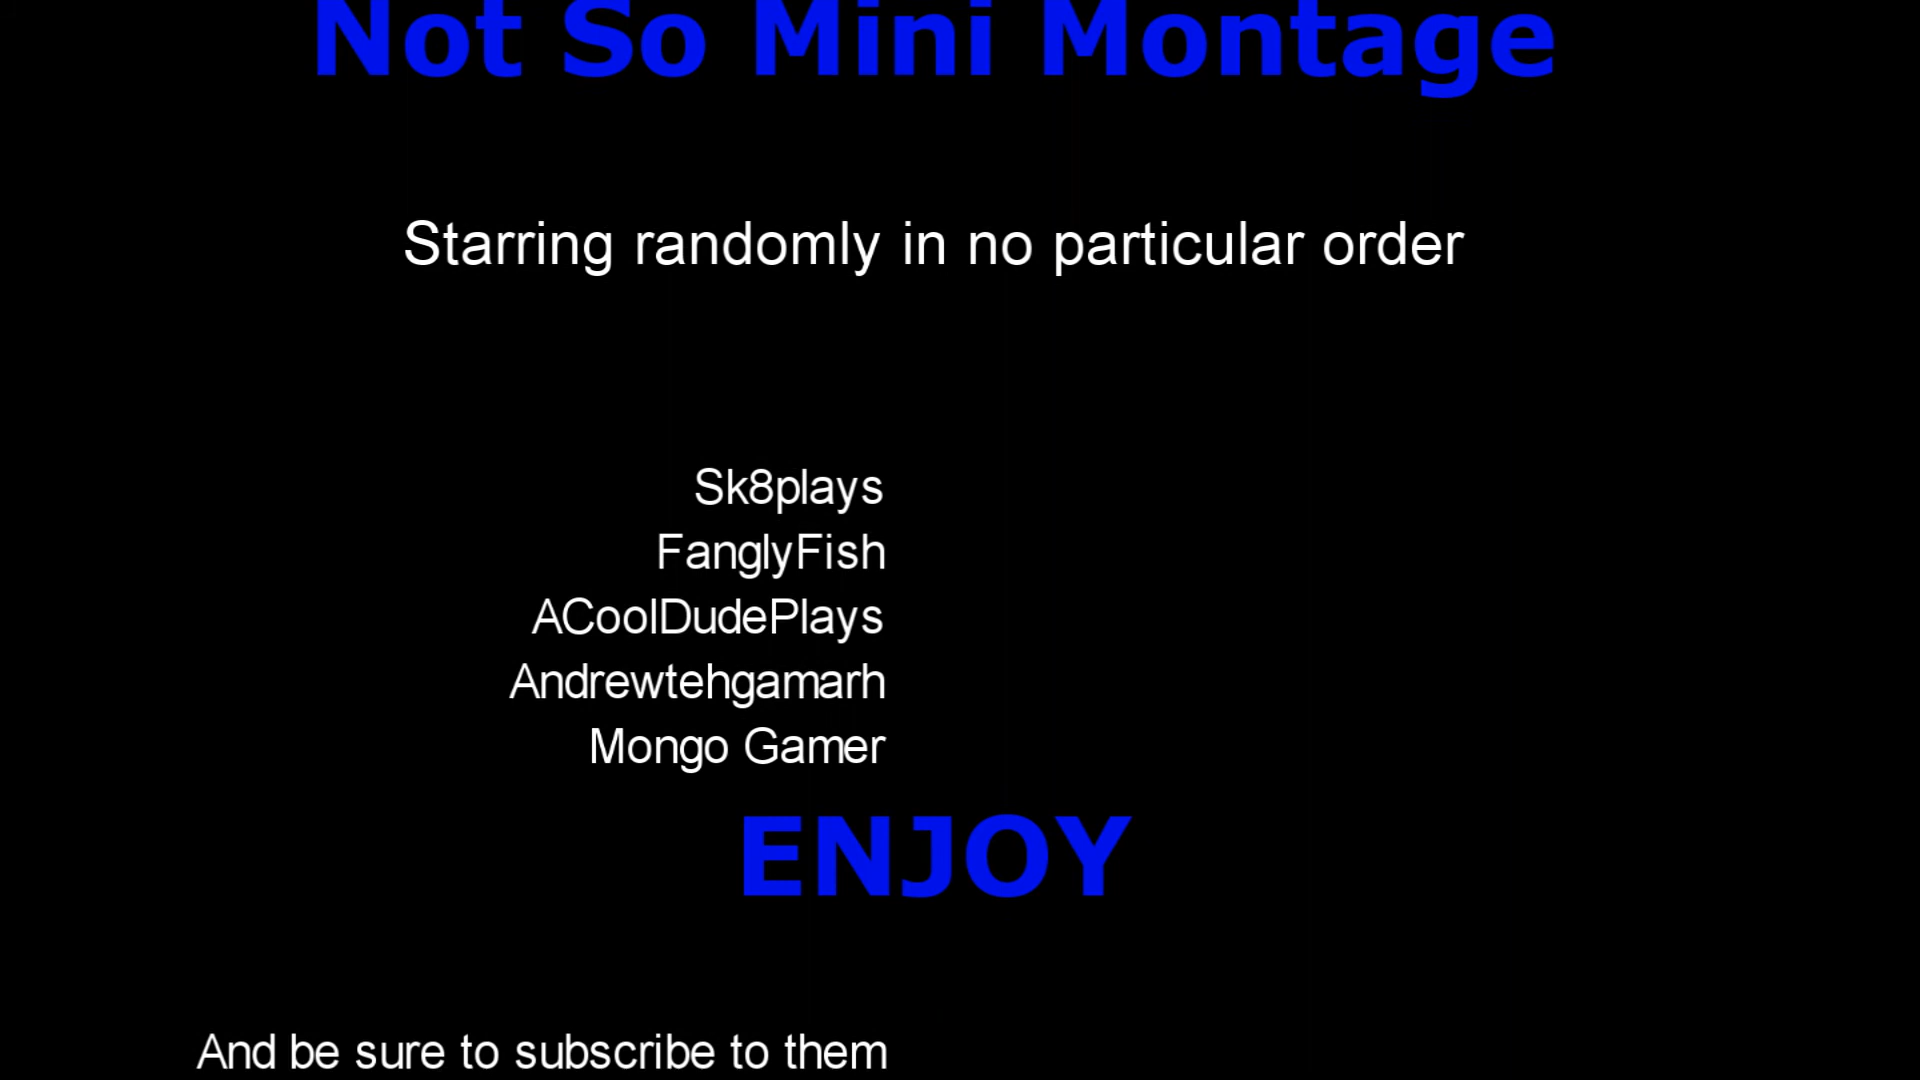 Not So Mini Montage
Starring randomly in no particular order
Sk8plays
FanglyFish
ACoolDudePlays
Andrewtehgamarh
Mongo Gamer
ENJOY
And be sure to subscribe to them